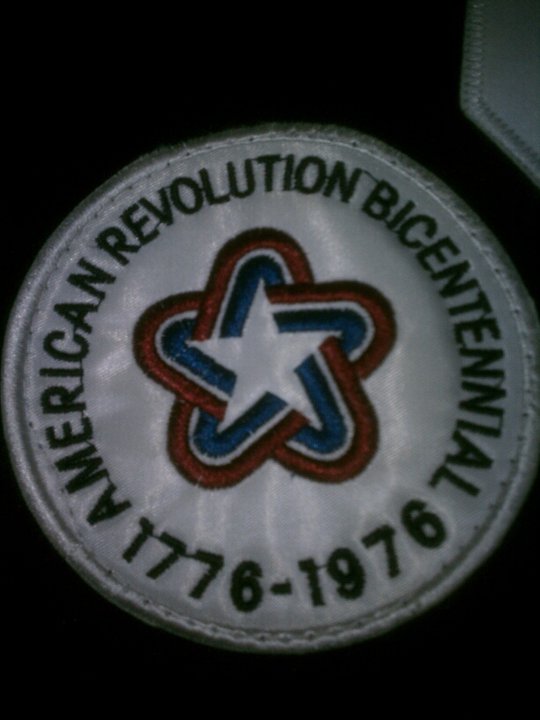 AMERICAN REVOLUTION BICENTENNIAL
1776-1976